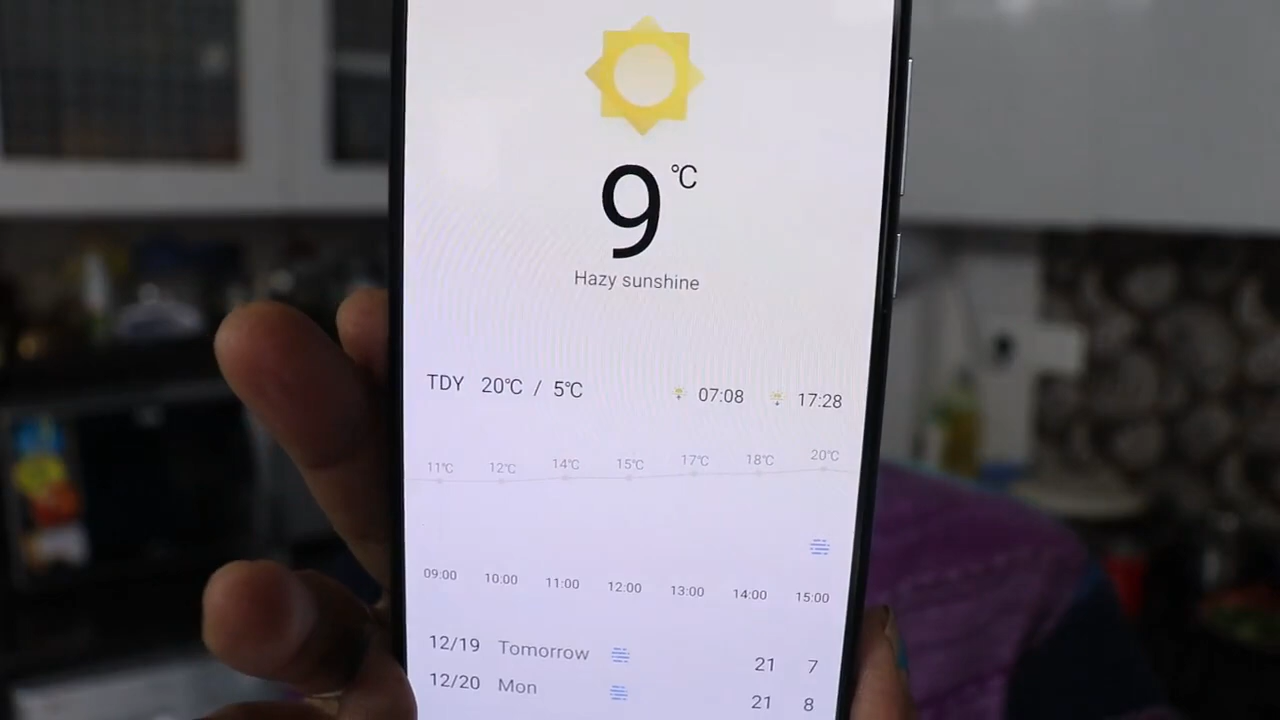 9 °C
Hazy sunshine
TDY 20°C / 5°C 07:08 17:28
11°C 12°C 14°C 15°C 17°C 18°C 20°C
09:00 10:00 11:00 12:00 13:00 14:00 15:00
12/19 Tomorrow 21 7
12/20 Mon 21 8